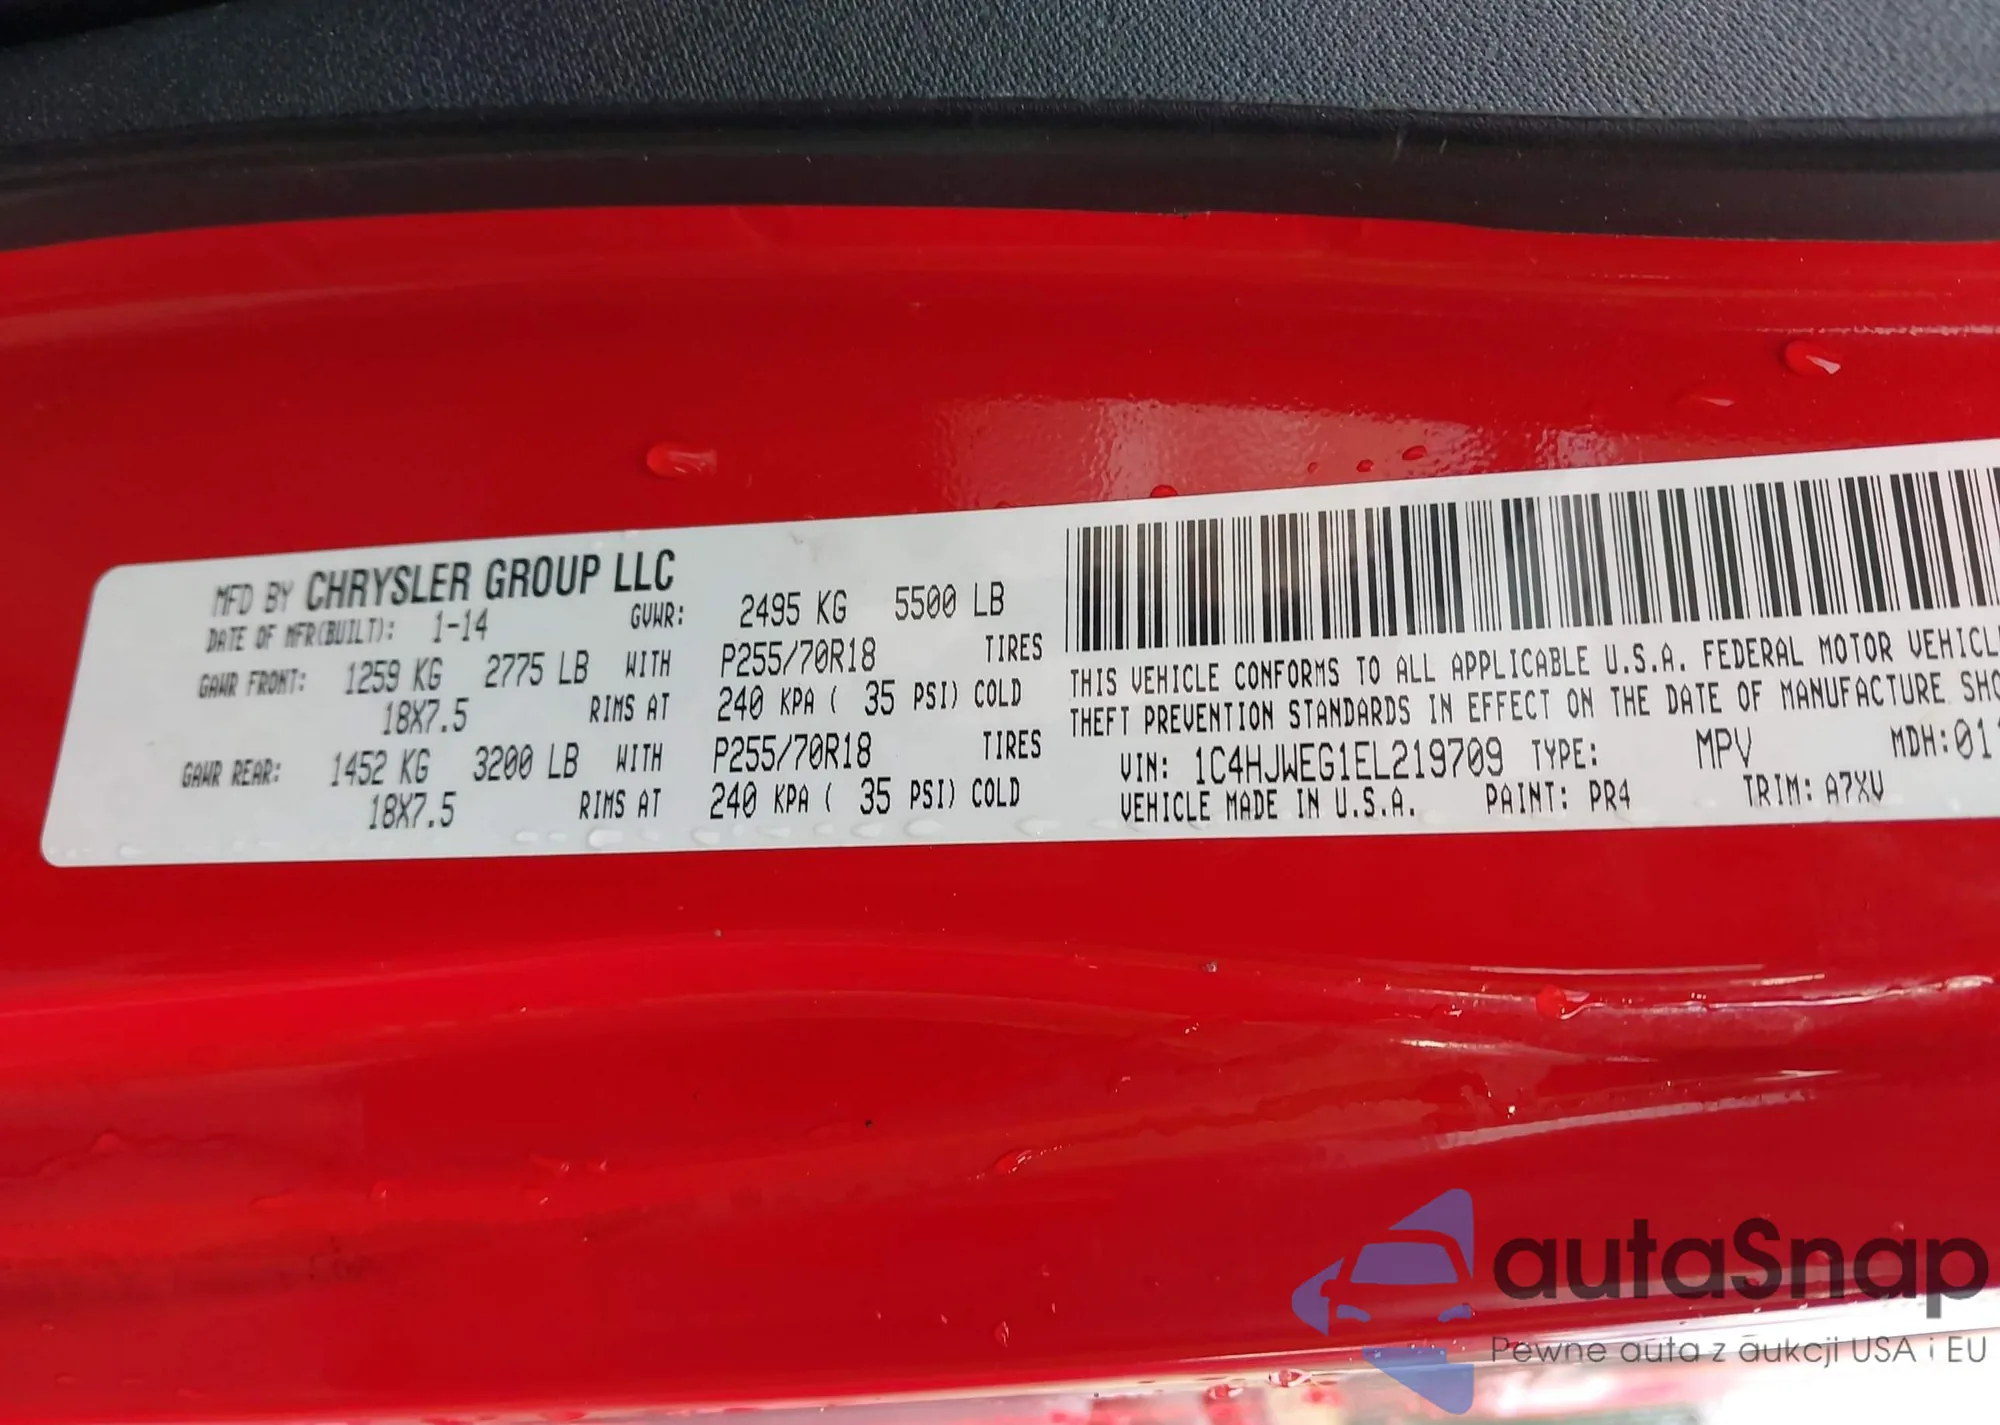 MFD BY CHRYSLER GROUP LLC
DATE OF MFR(BUILT): 1-14 GVWR: 2495 KG 5500 LB
GAWR FRONT: 1259 KG 2775 LB WITH P255/70R18 TIRES
18X7.5 RIMS AT 240 KPA ( 35 PSI) COLD
GAWR REAR: 1452 KG 3200 LB WITH P255/70R18 TIRES
18X7.5 RIMS AT 240 KPA ( 35 PSI) COLD
THIS VEHICLE CONFORMS TO ALL APPLICABLE U.S.A. FEDERAL MOTOR VEHICLE
THEFT PREVENTION STANDARDS IN EFFECT ON THE DATE OF MANUFACTURE SHO
VIN: 1C4HJWEG1EL219709 TYPE: MPV MDH:011
VEHICLE MADE IN U.S.A. PAINT: PR4 TRIM: A7XV
autaSnap
Pewne auta z aukcji USA i EU